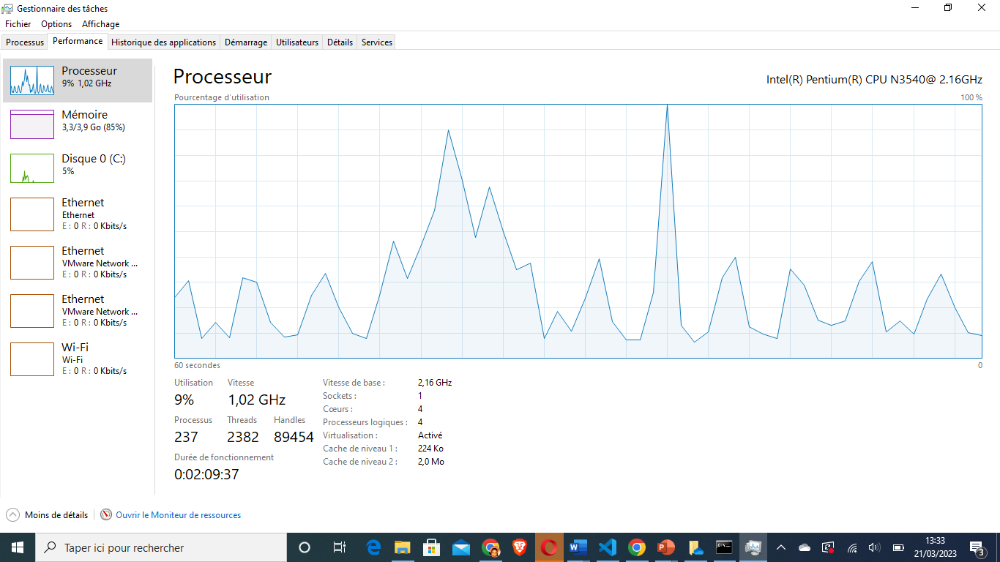 Gestionnaire des tâches
Fichier Options Affichage
Processus Performance Historique des applications Démarrage Utilisateurs Détails Services
Processeur
9% 1,02 GHz
Mémoire
3,3/3,9 Go (85%)
Disque 0 (C:)
5%
Ethernet
Ethernet
E : 0 R : 0 Kbits/s
Ethernet
VMware Network ...
E : 0 R : 0 Kbits/s
Ethernet
VMware Network ...
E : 0 R : 0 Kbits/s
Wi-Fi
Wi-Fi
E : 0 R : 0 Kbits/s
Processeur
Intel(R) Pentium(R) CPU N3540@ 2.16GHz
Pourcentage d'utilisation
100 %
60 secondes
0
Utilisation Vitesse
9% 1,02 GHz
Processus Threads Handles
237 2382 89454
Durée de fonctionnement
0:02:09:37
Vitesse de base : 2,16 GHz
Sockets : 1
Cœurs : 4
Processeurs logiques : 4
Virtualisation : Activé
Cache de niveau 1 : 224 Ko
Cache de niveau 2 : 2,0 Mo
Moins de détails
Ouvrir le Moniteur de ressources
Taper ici pour rechercher
13:33
21/03/2023
3